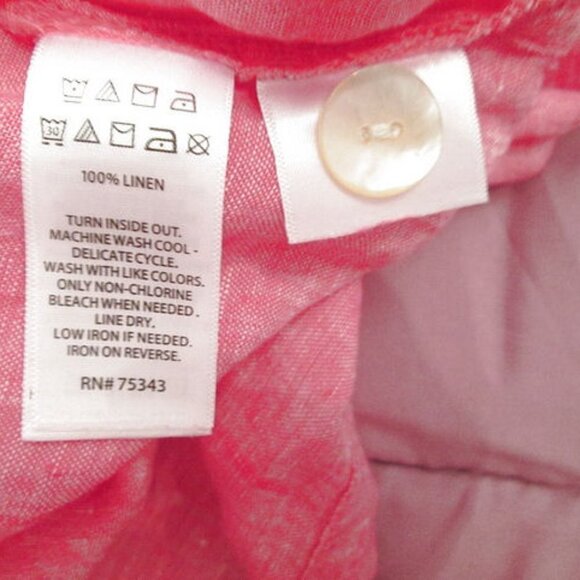 30
100% LINEN
TURN INSIDE OUT.
MACHINE WASH COOL -
DELICATE CYCLE.
WASH WITH LIKE COLORS.
ONLY NON-CHLORINE
BLEACH WHEN NEEDED.
LINE DRY.
LOW IRON IF NEEDED.
IRON ON REVERSE.
RN# 75343